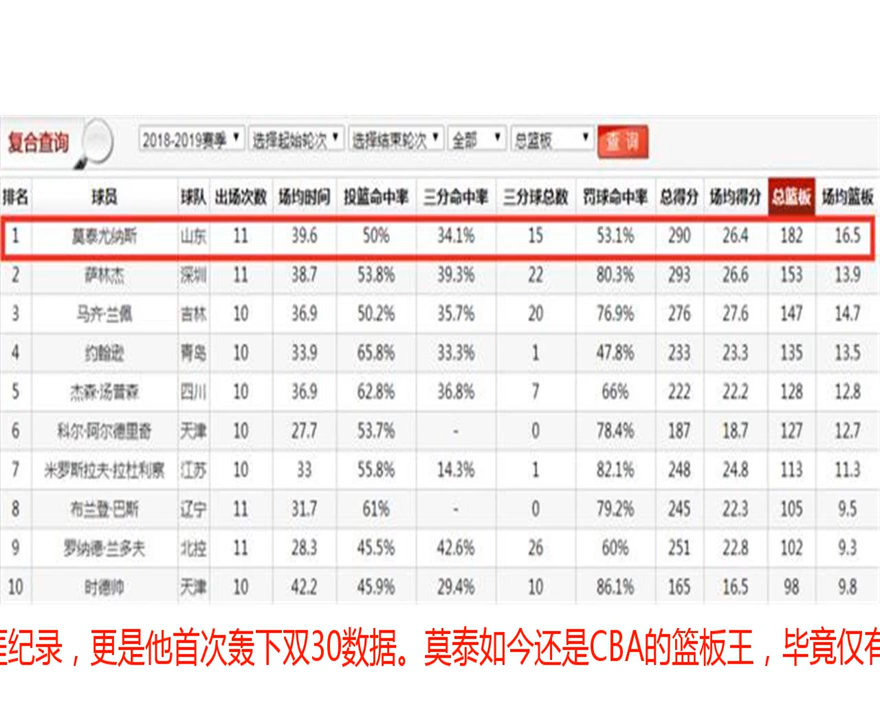 复合查询 2018-2019赛季 选择起始轮次 选择结束轮次 全部 总篮板 查询
排名 球员 球队 出场次数 场均时间 投篮命中率 三分命中率 三分球总数 罚球命中率 总得分 场均得分 总篮板 场均篮板
1 莫泰尤纳斯 山东 11 39.6 50% 34.1% 15 53.1% 290 26.4 182 16.5
2 萨林杰 深圳 11 38.7 53.8% 39.3% 22 80.3% 293 26.6 153 13.9
3 马齐·兰佩 吉林 10 36.9 50.2% 35.7% 20 76.9% 276 27.6 147 14.7
4 约翰逊 青岛 10 33.9 65.8% 33.3% 1 47.8% 233 23.3 135 13.5
5 杰森·汤普森 四川 10 36.9 62.8% 36.8% 7 66% 222 22.2 128 12.8
6 科尔·阿尔德里奇 天津 10 27.7 53.7% - 0 78.4% 187 18.7 127 12.7
7 米罗斯拉夫·拉杜利察 江苏 10 33 55.8% 14.3% 1 82.1% 248 24.8 113 11.3
8 布兰登·巴斯 辽宁 11 31.7 61% - 0 79.2% 245 22.3 105 9.5
9 罗纳德·兰多夫 北控 11 28.3 45.5% 42.6% 26 60% 251 22.8 102 9.3
10 时德帅 天津 10 42.2 45.9% 29.4% 10 86.1% 165 16.5 98 9.8
纪录，更是他首次轰下双30数据。莫泰如今还是CBA的篮板王，毕竟仅有